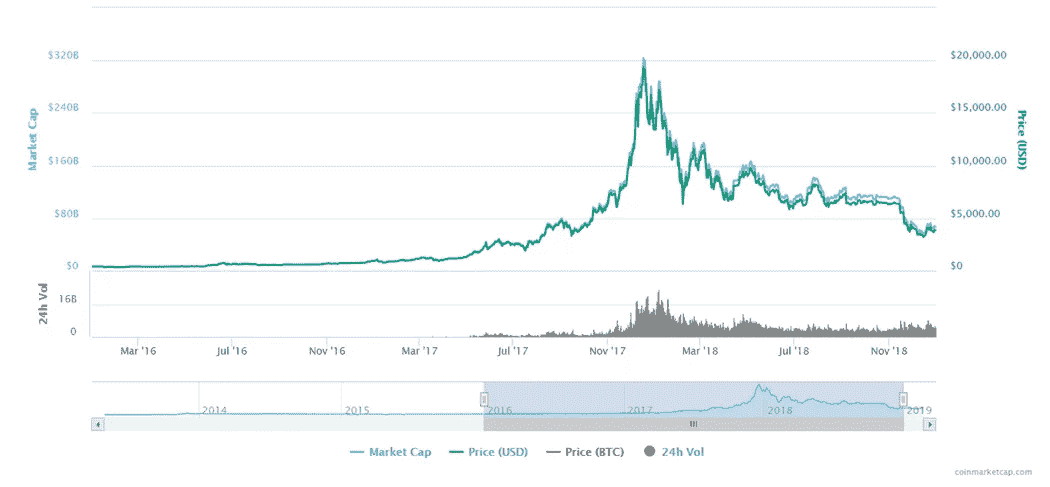 $320B
$20,000.00
$240B
$15,000.00
Market Cap
Price (USD)
$160B
$10,000.00
$80B
$5,000.00
$0
$0
24h Vol
16B
0
Mar '16
Jul '16
Nov '16
Mar '17
Jul '17
Nov '17
Mar '18
Jul '18
Nov '18
2014
2015
2016
2017
2018
2019
Market Cap
Price (USD)
Price (BTC)
24h Vol
coinmarketcap.com